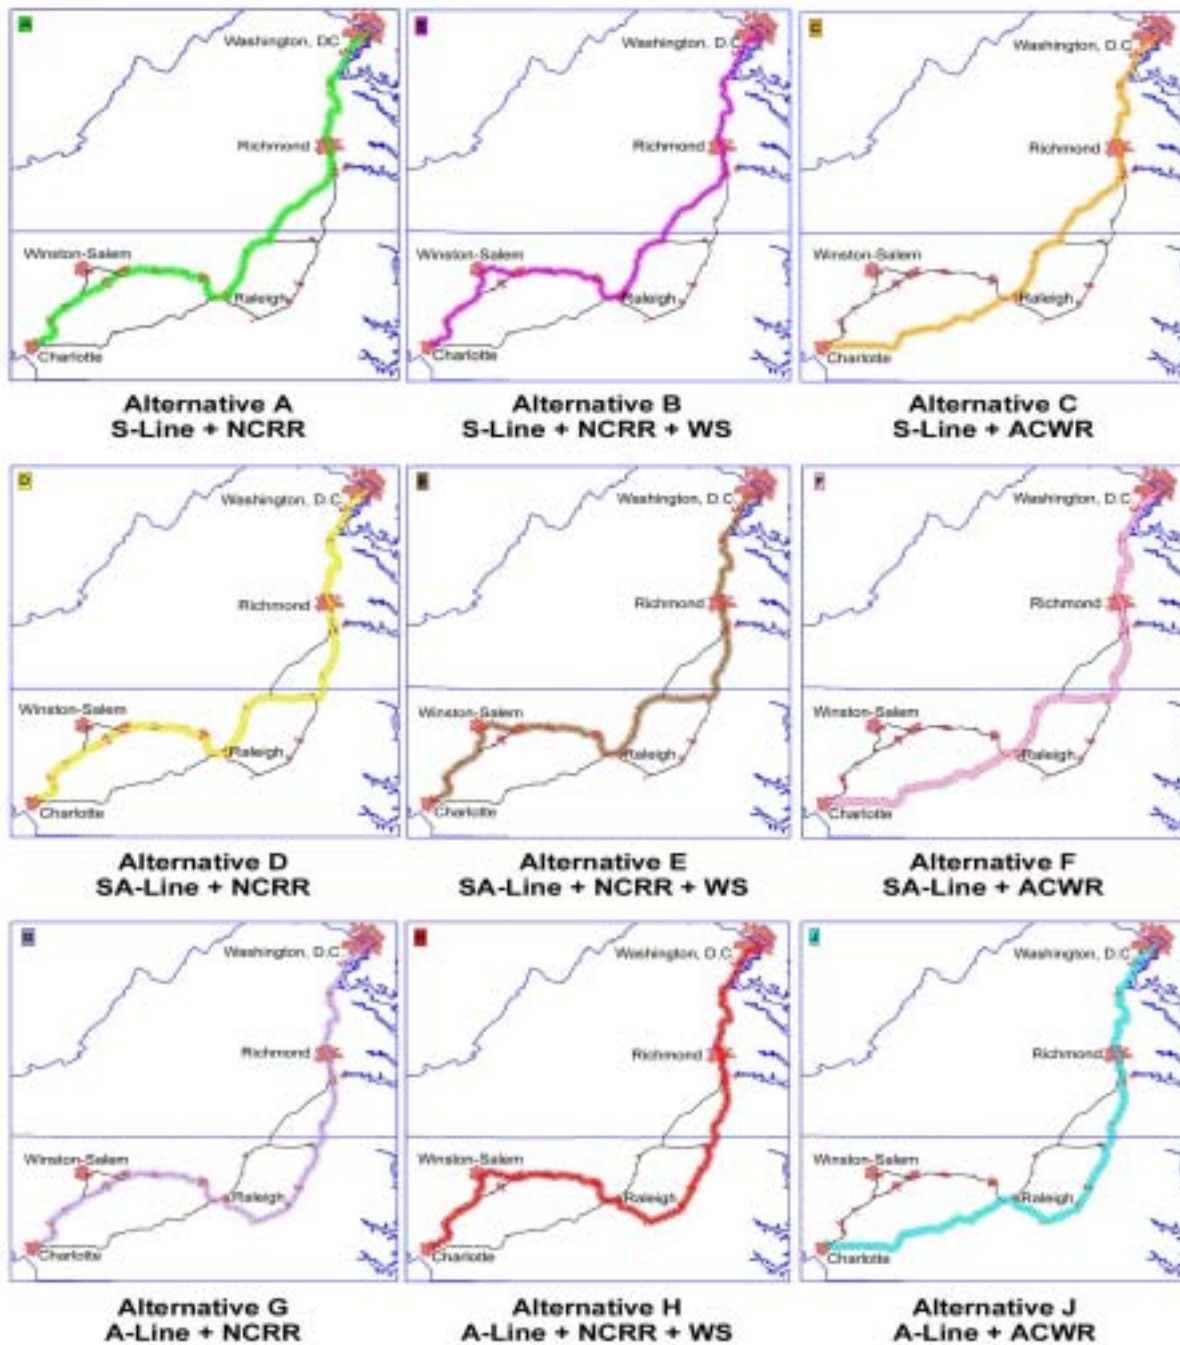 A
Washington, DC
Richmond
Winston-Salem
Raleigh
Charlotte
Alternative A
S-Line + NCRR
Washington, D.C
Richmond
Winston-Salem
Raleigh
Charlotte
Alternative B
S-Line + NCRR + WS
C
Washington, D.C
Richmond
Winston-Salem
Raleigh
Charlotte
Alternative C
S-Line + ACWR
D
Washington, D.C
Richmond
Winston-Salem
Raleigh
Charlotte
Alternative D
SA-Line + NCRR
E
Washington, D.C
Richmond
Winston-Salem
Raleigh
Charlotte
Alternative E
SA-Line + NCRR + WS
F
Washington, D.C
Richmond
Winston-Salem
Raleigh
Charlotte
Alternative F
SA-Line + ACWR
G
Washington, D.C
Richmond
Winston-Salem
Raleigh
Charlotte
Alternative G
A-Line + NCRR
H
Washington, D.C
Richmond
Winston-Salem
Raleigh
Charlotte
Alternative H
A-Line + NCRR + WS
J
Washington, D.C
Richmond
Winston-Salem
Raleigh
Charlotte
Alternative J
A-Line + ACWR